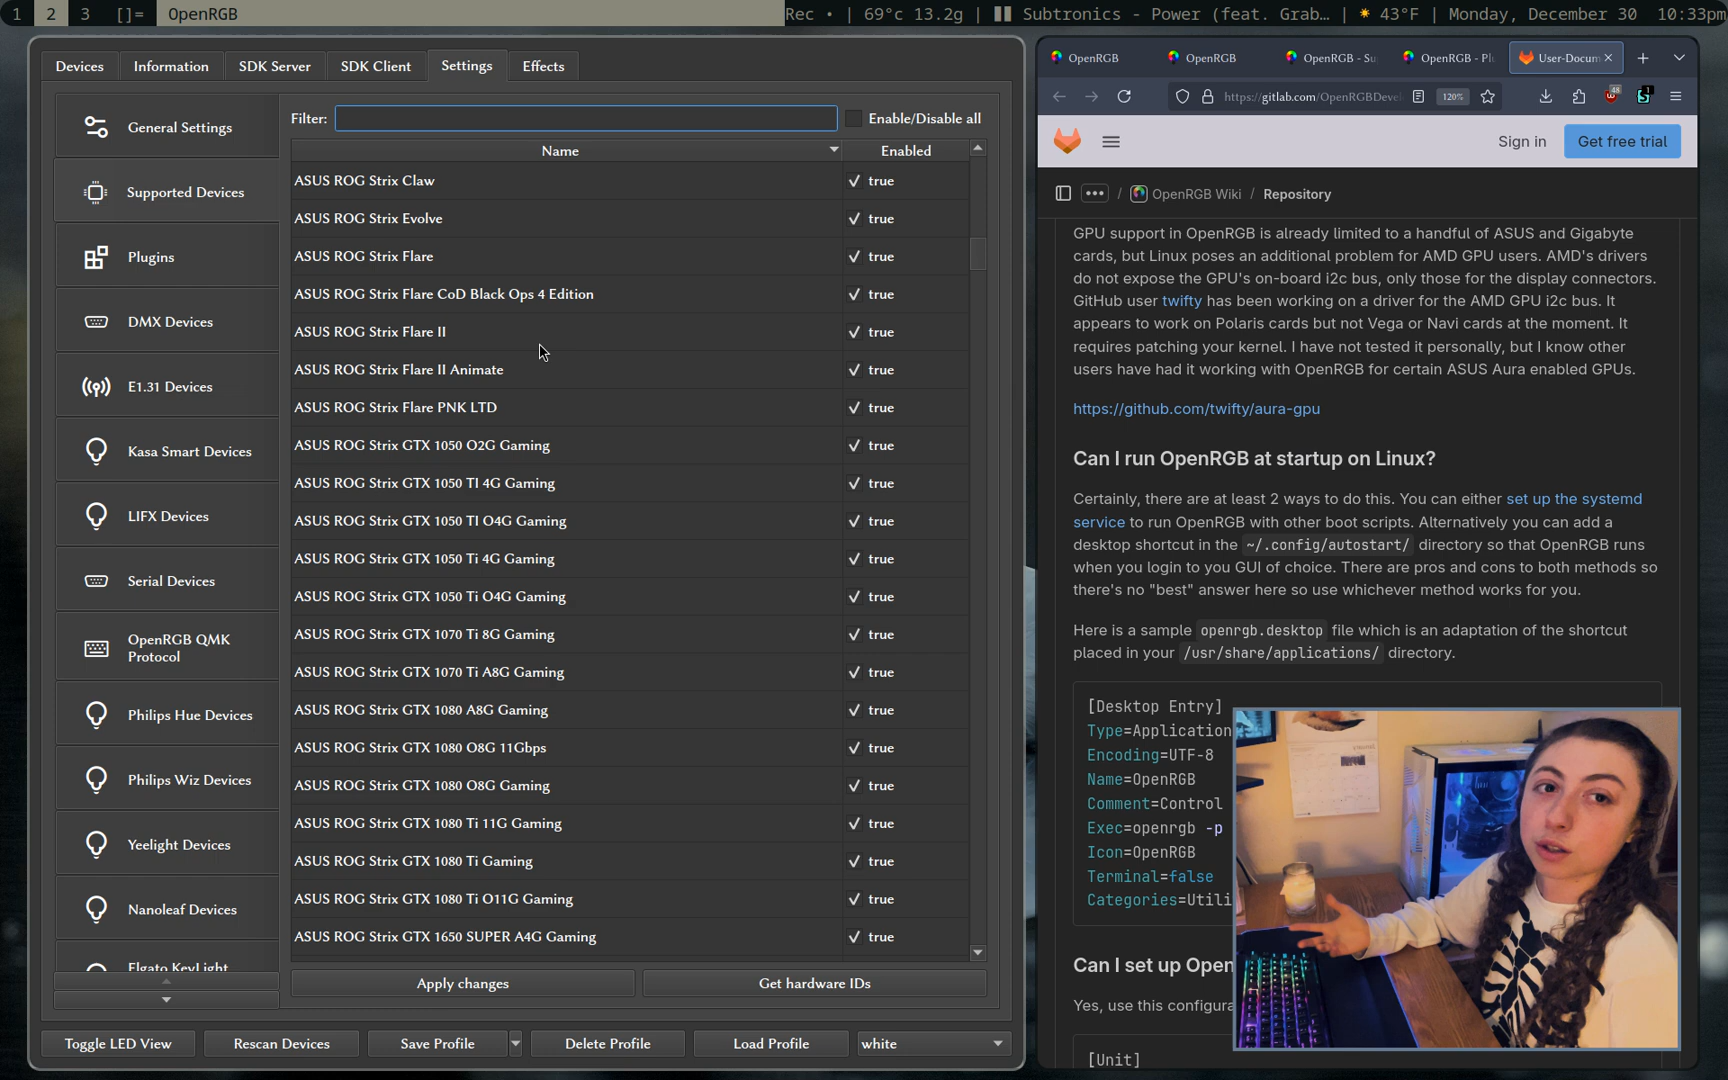 1 2 3 []= OpenRGB Rec • | 69°c 13.2g | Subtronics - Power (feat. Grab… | 43°F | Monday, December 30 10:33pm
Devices Information SDK Server SDK Client Settings Effects
General Settings
Supported Devices
Plugins
DMX Devices
E1.31 Devices
Kasa Smart Devices
LIFX Devices
Serial Devices
OpenRGB QMK
Protocol
Philips Hue Devices
Philips Wiz Devices
Yeelight Devices
Nanoleaf Devices
Elgato KeyLight
Filter: Enable/Disable all
Name Enabled
ASUS ROG Strix Claw true
ASUS ROG Strix Evolve true
ASUS ROG Strix Flare true
ASUS ROG Strix Flare CoD Black Ops 4 Edition true
ASUS ROG Strix Flare II true
ASUS ROG Strix Flare II Animate true
ASUS ROG Strix Flare PNK LTD true
ASUS ROG Strix GTX 1050 O2G Gaming true
ASUS ROG Strix GTX 1050 TI 4G Gaming true
ASUS ROG Strix GTX 1050 TI O4G Gaming true
ASUS ROG Strix GTX 1050 Ti 4G Gaming true
ASUS ROG Strix GTX 1050 Ti O4G Gaming true
ASUS ROG Strix GTX 1070 Ti 8G Gaming true
ASUS ROG Strix GTX 1070 Ti A8G Gaming true
ASUS ROG Strix GTX 1080 A8G Gaming true
ASUS ROG Strix GTX 1080 O8G 11Gbps true
ASUS ROG Strix GTX 1080 O8G Gaming true
ASUS ROG Strix GTX 1080 Ti 11G Gaming true
ASUS ROG Strix GTX 1080 Ti Gaming true
ASUS ROG Strix GTX 1080 Ti O11G Gaming true
ASUS ROG Strix GTX 1650 SUPER A4G Gaming true
Apply changes Get hardware IDs
Toggle LED View Rescan Devices Save Profile Delete Profile Load Profile white
OpenRGB OpenRGB OpenRGB - Su OpenRGB - Plu User-Docum
https://gitlab.com/OpenRGBDevel 120% 48 1
Sign in Get free trial
••• / OpenRGB Wiki / Repository
GPU support in OpenRGB is already limited to a handful of ASUS and Gigabyte
cards, but Linux poses an additional problem for AMD GPU users. AMD's drivers
do not expose the GPU's on-board i2c bus, only those for the display connectors.
GitHub user twifty has been working on a driver for the AMD GPU i2c bus. It
appears to work on Polaris cards but not Vega or Navi cards at the moment. It
requires patching your kernel. I have not tested it personally, but I know other
users have had it working with OpenRGB for certain ASUS Aura enabled GPUs.
https://github.com/twifty/aura-gpu
Can I run OpenRGB at startup on Linux?
Certainly, there are at least 2 ways to do this. You can either set up the systemd
service to run OpenRGB with other boot scripts. Alternatively you can add a
desktop shortcut in the ~/.config/autostart/ directory so that OpenRGB runs
when you login to you GUI of choice. There are pros and cons to both methods so
there's no "best" answer here so use whichever method works for you.
Here is a sample openrgb.desktop file which is an adaptation of the shortcut
placed in your /usr/share/applications/ directory.
[Desktop Entry]
Type=Application
Encoding=UTF-8
Name=OpenRGB
Comment=Control
Exec=openrgb -p
Icon=OpenRGB
Terminal=false
Categories=Utili
Can I set up Open
Yes, use this configura
[Unit]